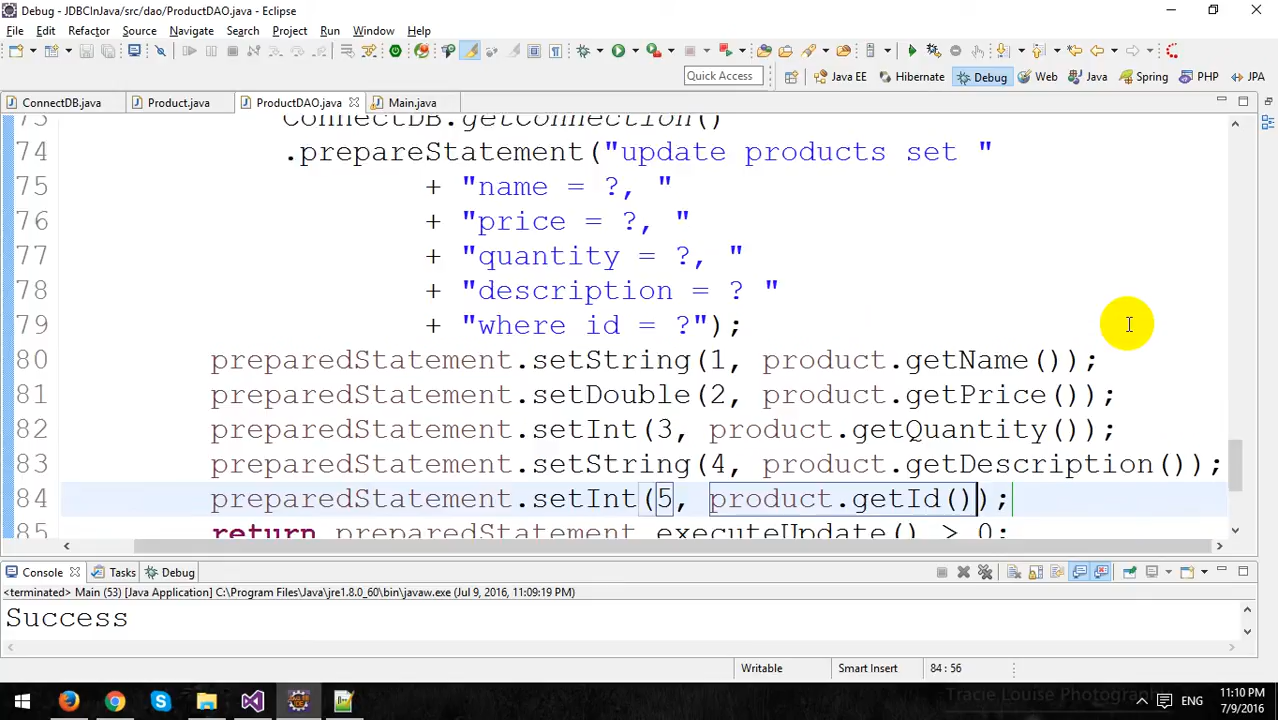 Debug - JDBCInJava/src/dao/ProductDAO.java - Eclipse
File Edit Refactor Source Navigate Search Project Run Window Help
Quick Access
Java EE Hibernate Debug Web Java Spring PHP JPA
ConnectDB.java Product.java ProductDAO.java Main.java
73 ConnectDB.getConnection()
74 .prepareStatement("update products set "
75 + "name = ?, "
76 + "price = ?, "
77 + "quantity = ?, "
78 + "description = ? "
79 + "where id = ?");
80 preparedStatement.setString(1, product.getName());
81 preparedStatement.setDouble(2, product.getPrice());
82 preparedStatement.setInt(3, product.getQuantity());
83 preparedStatement.setString(4, product.getDescription());
84 preparedStatement.setInt(5, product.getId());
85 return preparedStatement.executeUpdate() > 0;
Console Tasks Debug
<terminated> Main (53) [Java Application] C:\Program Files\Java\jre1.8.0_60\bin\javaw.exe (Jul 9, 2016, 11:09:19 PM)
Success
Writable Smart Insert 84 : 56
Tracie Louise Photography
ENG
11:10 PM
7/9/2016